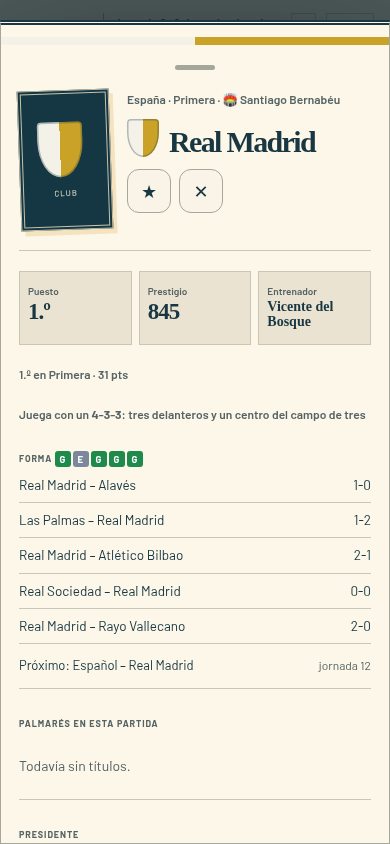 España · Primera · 🏟️ Santiago Bernabéu
Real Madrid
CLUB
★ ✕
Puesto
1.º
Prestigio
845
Entrenador
Vicente del
Bosque
1.º en Primera · 31 pts
Juega con un 4-3-3: tres delanteros y un centro del campo de tres
FORMA G E G G G
Real Madrid – Alavés 1-0
Las Palmas – Real Madrid 1-2
Real Madrid – Atlético Bilbao 2-1
Real Sociedad – Real Madrid 0-0
Real Madrid – Rayo Vallecano 2-0
Próximo: Español – Real Madrid jornada 12
PALMARÉS EN ESTA PARTIDA
Todavía sin títulos.
PRESIDENTE